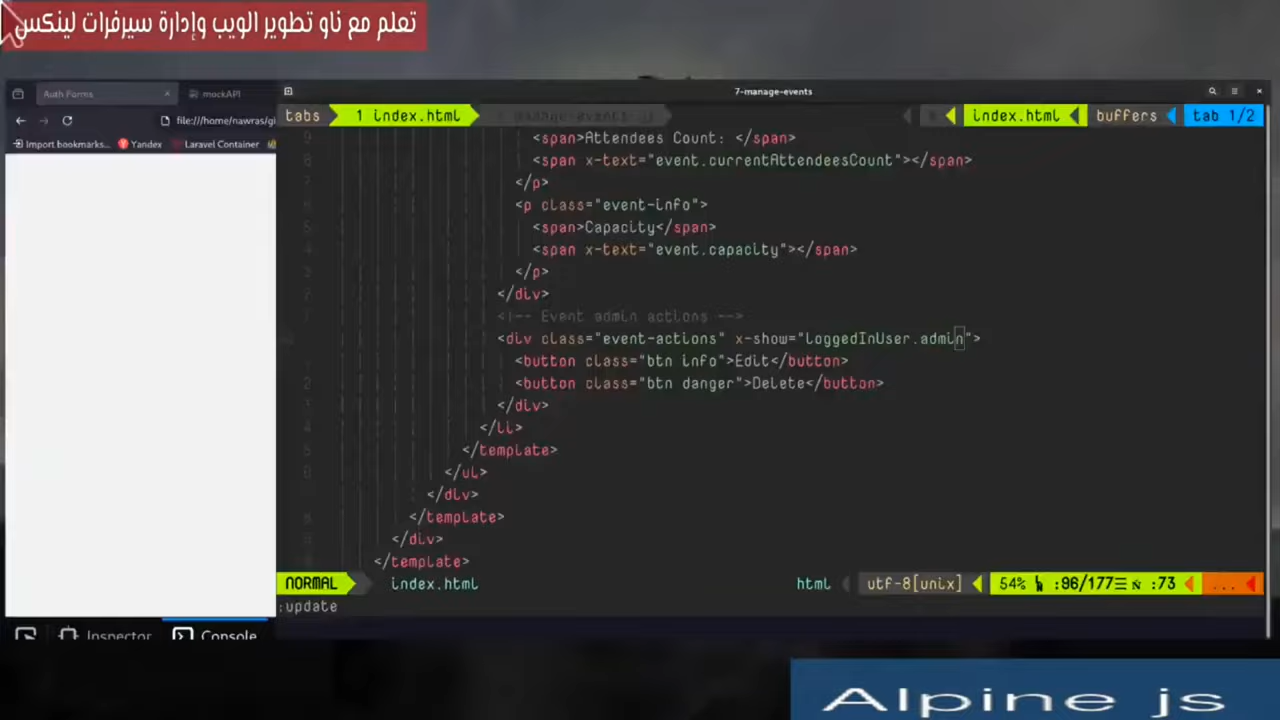 تعلم مع ناو تطوير الويب وإدارة سيرفرات لينكس
Auth Forms
mockAPI
7-manage-events
tabs 1 index.html
index.html buffers tab 1/2
file:///home/nawras/gi
Import bookmarks... Yandex Laravel Container
9 <span>Attendees Count: </span>
8 <span x-text="event.currentAttendeesCount"></span>
</p>
<p class="event-info">
<span>Capacity</span>
<span x-text="event.capacity"></span>
</p>
</div>
<!-- Event admin actions -->
<div class="event-actions" x-show="loggedInUser.admin">
<button class="btn info">Edit</button>
2 <button class="btn danger">Delete</button>
</div>
</li>
</template>
</ul>
</div>
</template>
</div>
</template>
NORMAL index.html html utf-8[unix] 54% :96/177 :73 ...
:update
Inspector Console
Alpine js